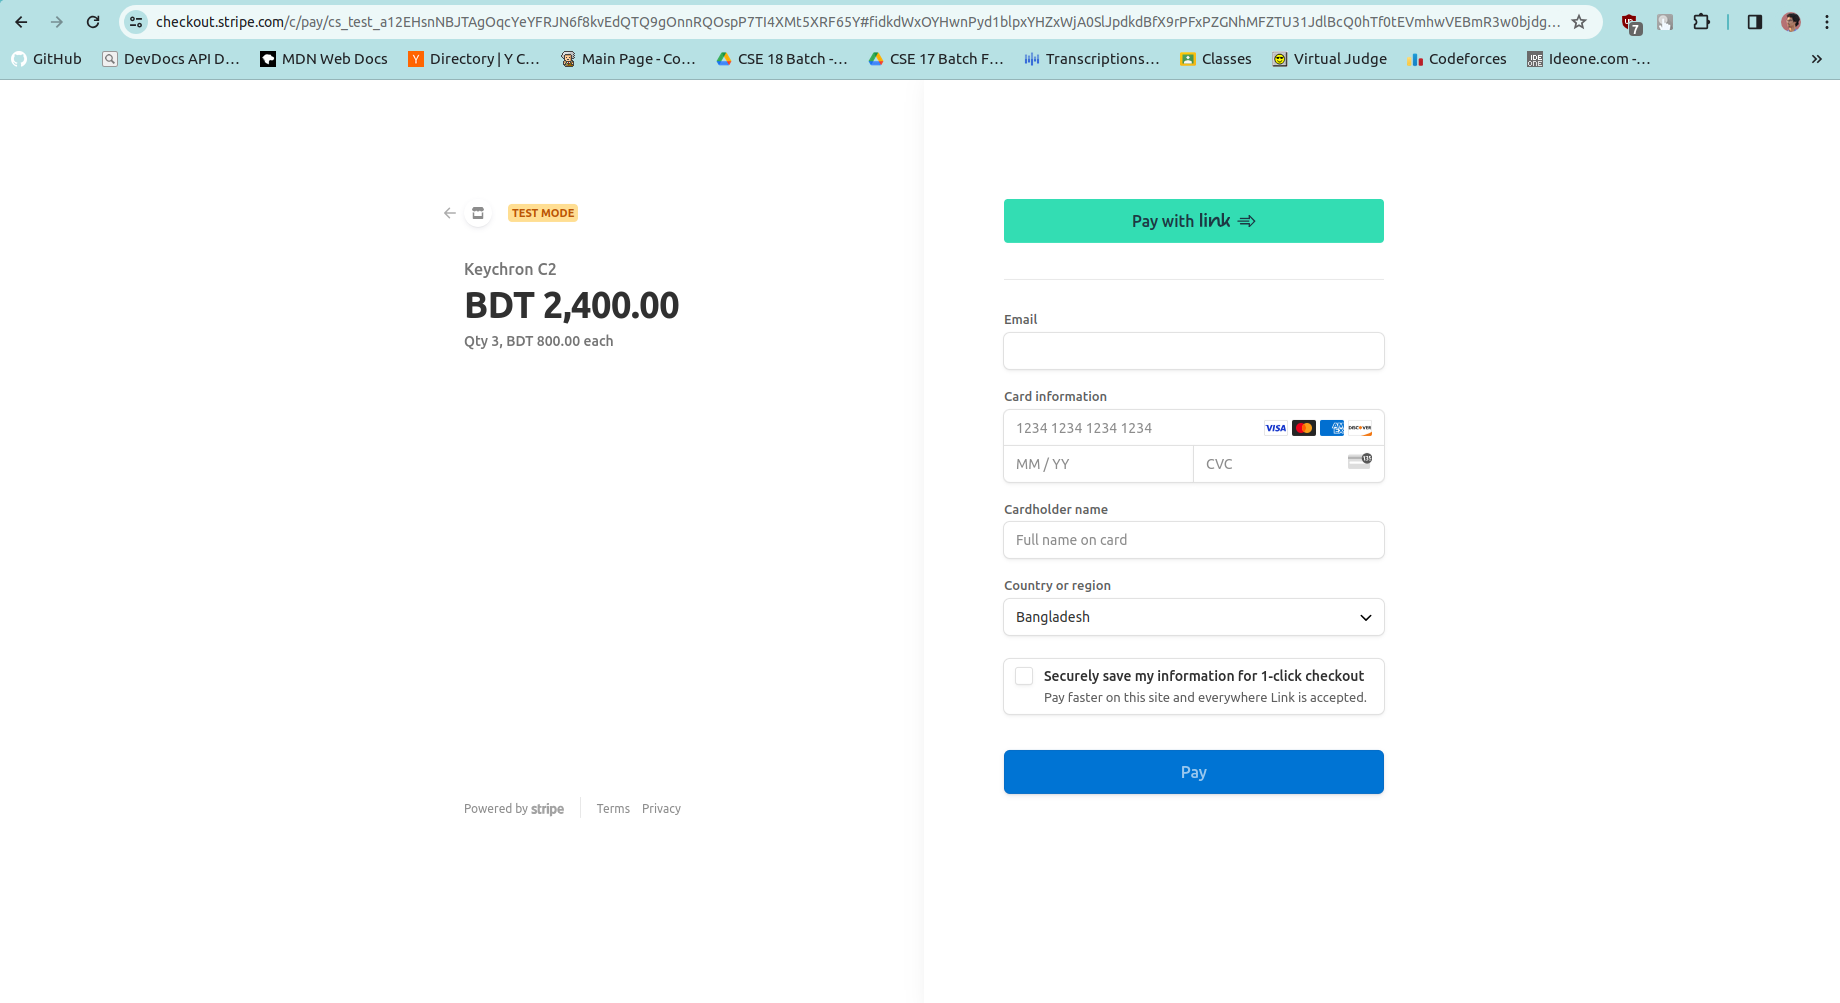 checkout.stripe.com/c/pay/cs_test_a12EHsnNBJTAgOqcYeYFRJN6f8kvEdQTQ9gOnnRQOspP7TI4XMt5XRF65Y#fidkdWxOYHwnPyd1blpxYHZxWjA0SlJpdkdBfX9rPFxPZGNhMFZTU31JdlBcQ0hTf0tEVmhwVEBmR3w0bjdg...
7
GitHub
DevDocs API D...
MDN Web Docs
Directory | Y C...
Main Page - Co...
CSE 18 Batch -...
CSE 17 Batch F...
Transcriptions...
Classes
Virtual Judge
Codeforces
Ideone.com -...
TEST MODE
Keychron C2
BDT 2,400.00
Qty 3, BDT 800.00 each
Powered by stripe
Terms
Privacy
Pay with link
Email
Card information
1234 1234 1234 1234
VISA
DISCOVER
MM / YY
CVC
135
Cardholder name
Full name on card
Country or region
Bangladesh
Securely save my information for 1-click checkout
Pay faster on this site and everywhere Link is accepted.
Pay